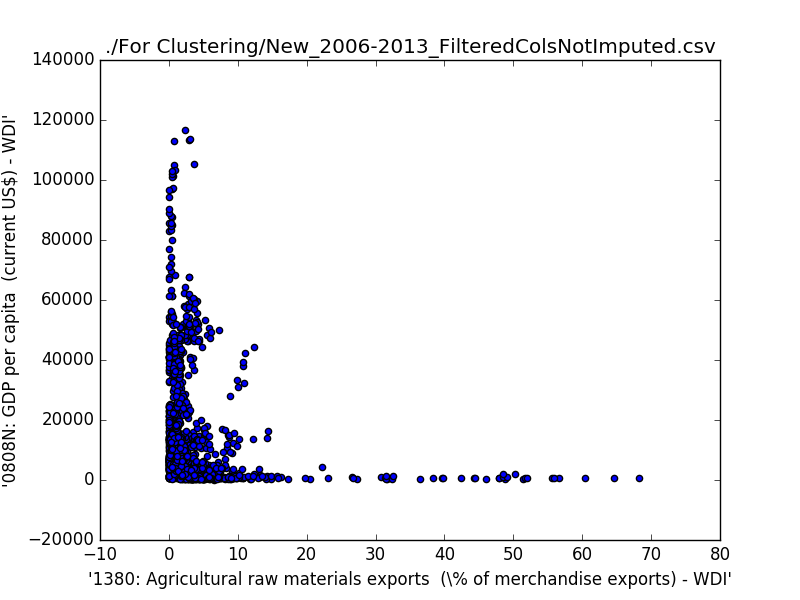 ./For Clustering/New_2006-2013_FilteredColsNotImputed.csv
140000
120000
100000
80000
60000
40000
20000
0
−20000
'0808N: GDP per capita  (current US$) - WDI'
−10 0 10 20 30 40 50 60 70 80
'1380: Agricultural raw materials exports  (\% of merchandise exports) - WDI'